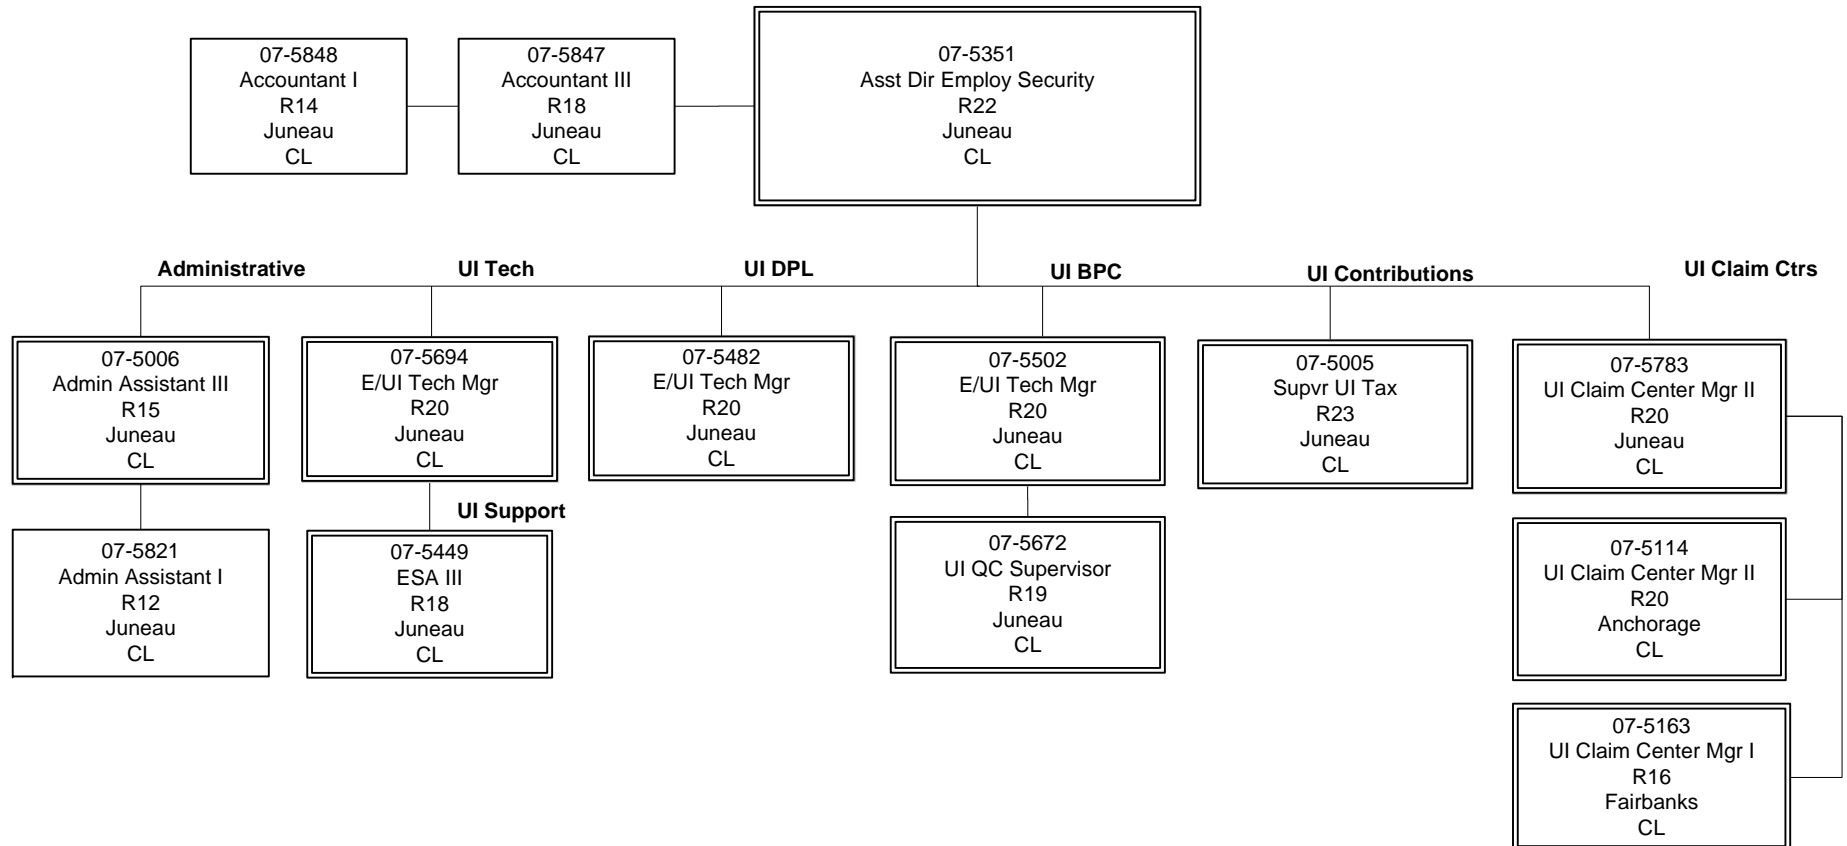 07-5848
Accountant I
R14
Juneau
CL
07-5847
Accountant III
R18
Juneau
CL
07-5351
Asst Dir Employ Security
R22
Juneau
CL
Administrative
UI Tech
UI DPL
UI BPC
UI Contributions
UI Claim Ctrs
07-5006
Admin Assistant III
R15
Juneau
CL
07-5694
E/UI Tech Mgr
R20
Juneau
CL
07-5482
E/UI Tech Mgr
R20
Juneau
CL
07-5502
E/UI Tech Mgr
R20
Juneau
CL
07-5005
Supvr UI Tax
R23
Juneau
CL
07-5783
UI Claim Center Mgr II
R20
Juneau
CL
UI Support
07-5821
Admin Assistant I
R12
Juneau
CL
07-5449
ESA III
R18
Juneau
CL
07-5672
UI QC Supervisor
R19
Juneau
CL
07-5114
UI Claim Center Mgr II
R20
Anchorage
CL
07-5163
UI Claim Center Mgr I
R16
Fairbanks
CL